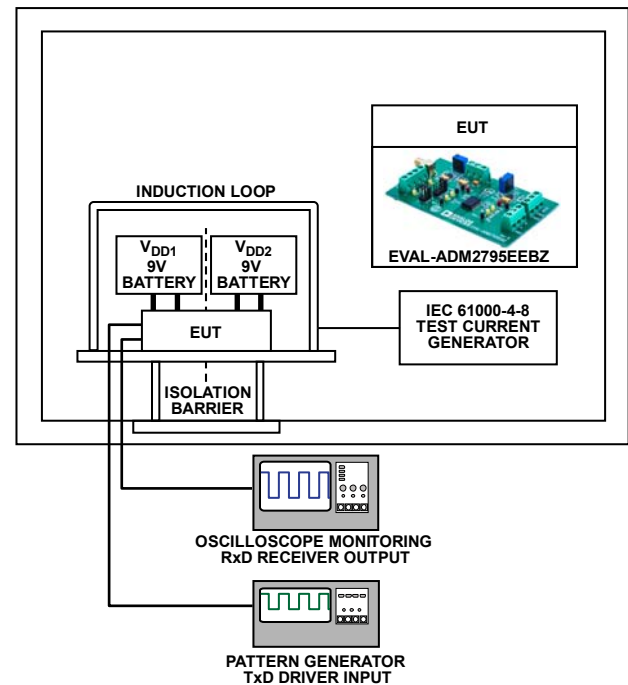 EUT
EVAL-ADM2795EEBZ
INDUCTION LOOP
VDD1
9V
BATTERY
VDD2
9V
BATTERY
EUT
IEC 61000-4-8
TEST CURRENT
GENERATOR
ISOLATION
BARRIER
OSCILLOSCOPE MONITORING
RxD RECEIVER OUTPUT
PATTERN GENERATOR
TxD DRIVER INPUT